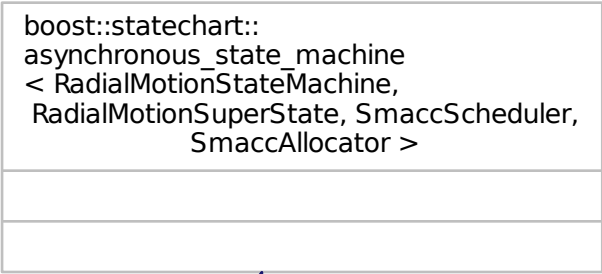 boost::statechart::
asynchronous_state_machine
< RadialMotionStateMachine,
RadialMotionSuperState, SmaccScheduler,
SmaccAllocator >